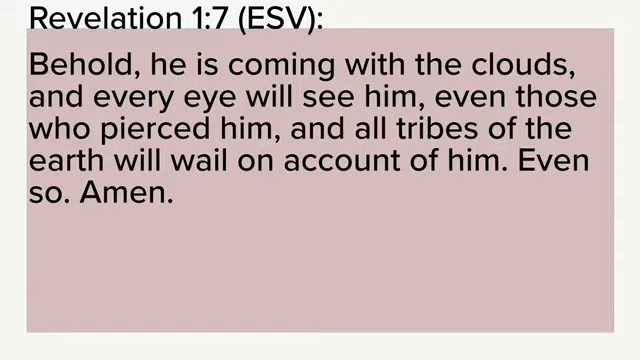 Revelation 1:7 (ESV):
Behold, he is coming with the clouds,
and every eye will see him, even those
who pierced him, and all tribes of the
earth will wail on account of him. Even
so. Amen.